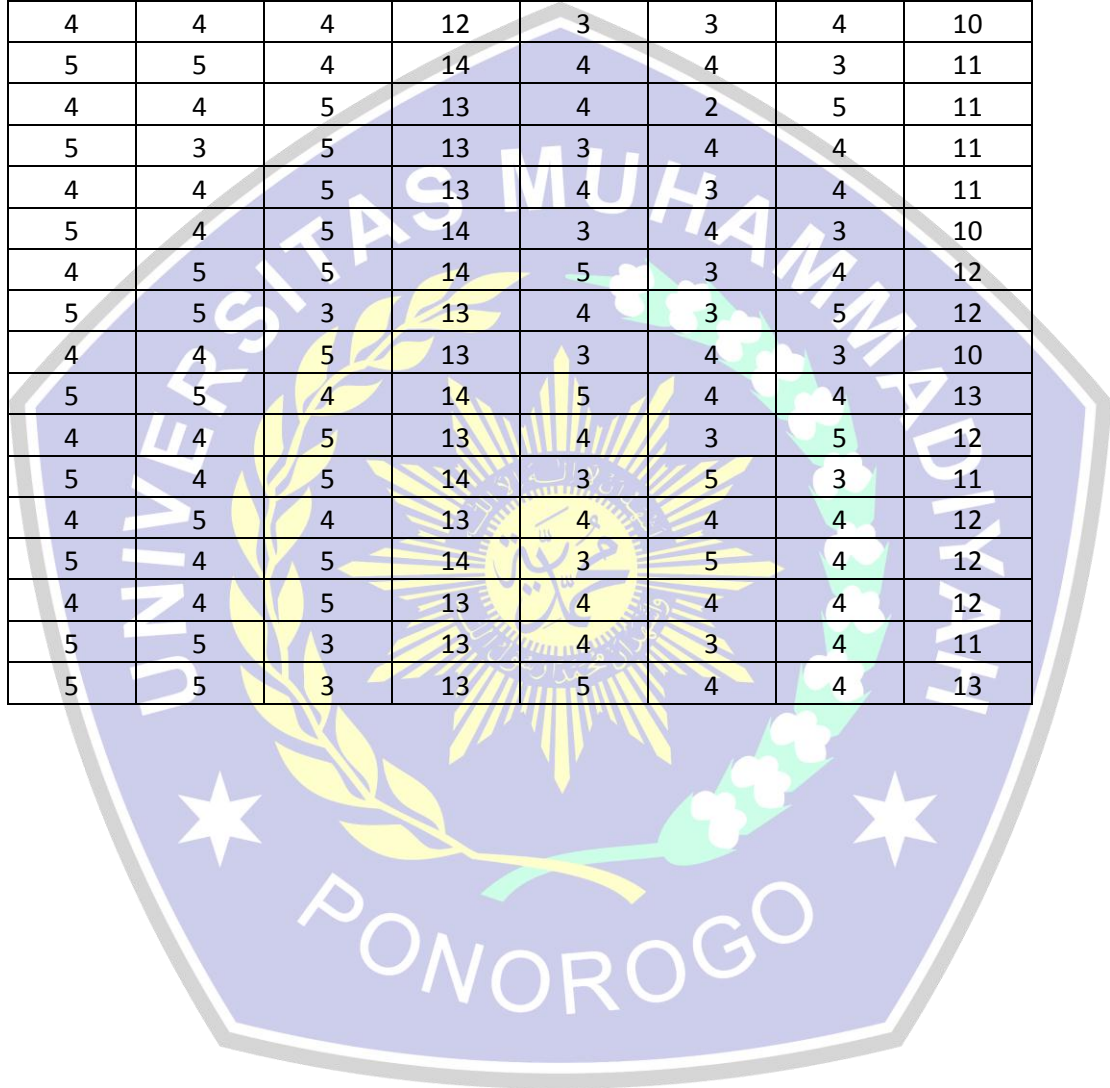 4 4 4 12 3 3 4 10
5 5 4 14 4 4 3 11
4 4 5 13 4 2 5 11
5 3 5 13 3 4 4 11
4 4 5 13 4 3 4 11
5 4 5 14 3 4 3 10
4 5 5 14 5 3 4 12
5 5 3 13 4 3 5 12
4 4 5 13 3 4 3 10
5 5 4 14 5 4 4 13
4 4 5 13 4 3 5 12
5 4 5 14 3 5 3 11
4 5 4 13 4 4 4 12
5 4 5 14 3 5 4 12
4 4 5 13 4 4 4 12
5 5 3 13 4 3 4 11
5 5 3 13 5 4 4 13
UNIVERSITAS MUHAMMADIYAH
PONOROGO